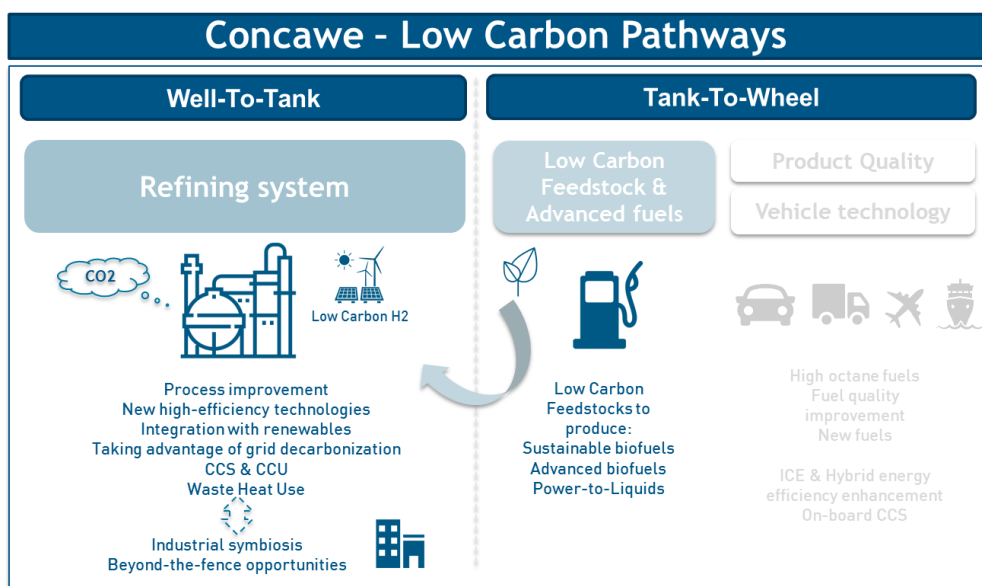 Concawe – Low Carbon Pathways
Well-To-Tank
Refining system
CO2
Low Carbon H2
Process improvement
New high-efficiency technologies
Integration with renewables
Taking advantage of grid decarbonization
CCS & CCU
Waste Heat Use
Industrial symbiosis
Beyond-the-fence opportunities
Tank-To-Wheel
Low Carbon
Feedstock &
Advanced fuels
Low Carbon
Feedstocks to
produce:
Sustainable biofuels
Advanced biofuels
Power-to-Liquids
Product Quality
Vehicle technology
High octane fuels
Fuel quality
improvement
New fuels
ICE & Hybrid energy
efficiency enhancement
On-board CCS